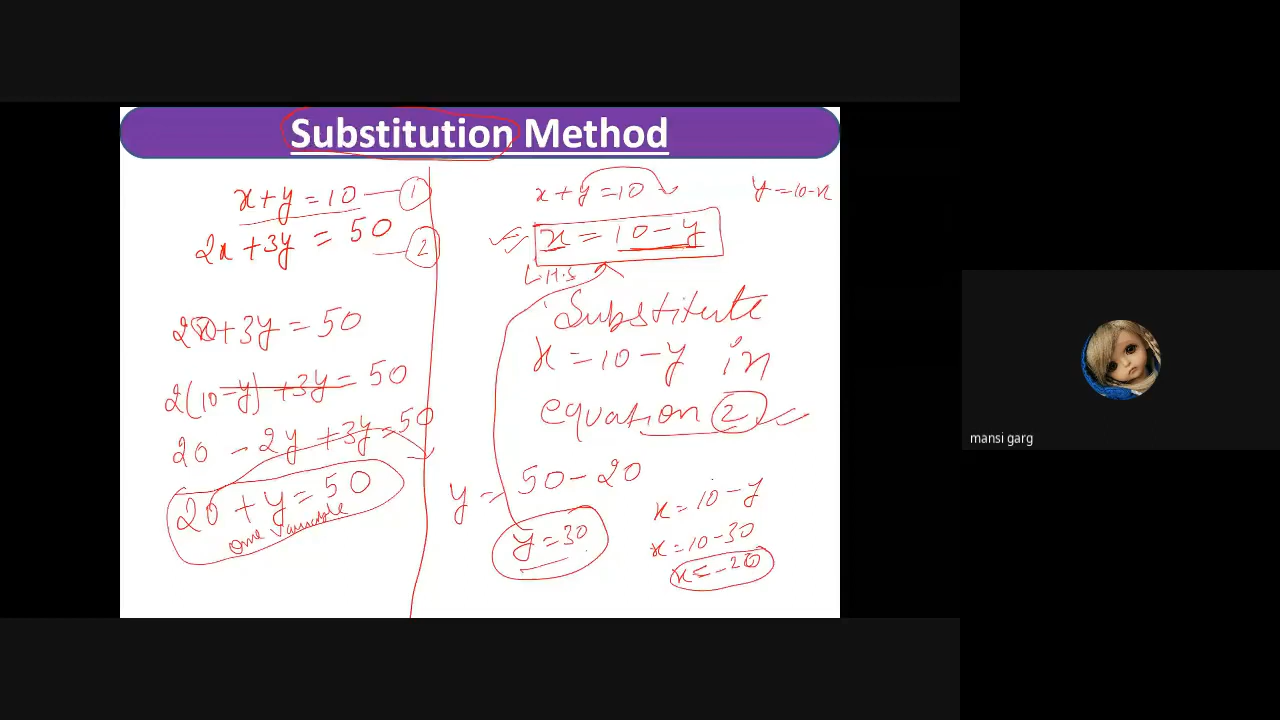 Substitution Method
x + y = 10 — 1
2x + 3y = 50 — 2
2x + 3y = 50
2(10 - y) + 3y = 50
20 - 2y + 3y = 50
20 + y = 50
one variable
x + y = 10
y = 10 - x
x = 10 - y
L.H.S
Substitute
x = 10 - y in
equation 2
y = 50 - 20
y = 30
x = 10 - y
x = 10 - 30
x = -20
mansi garg